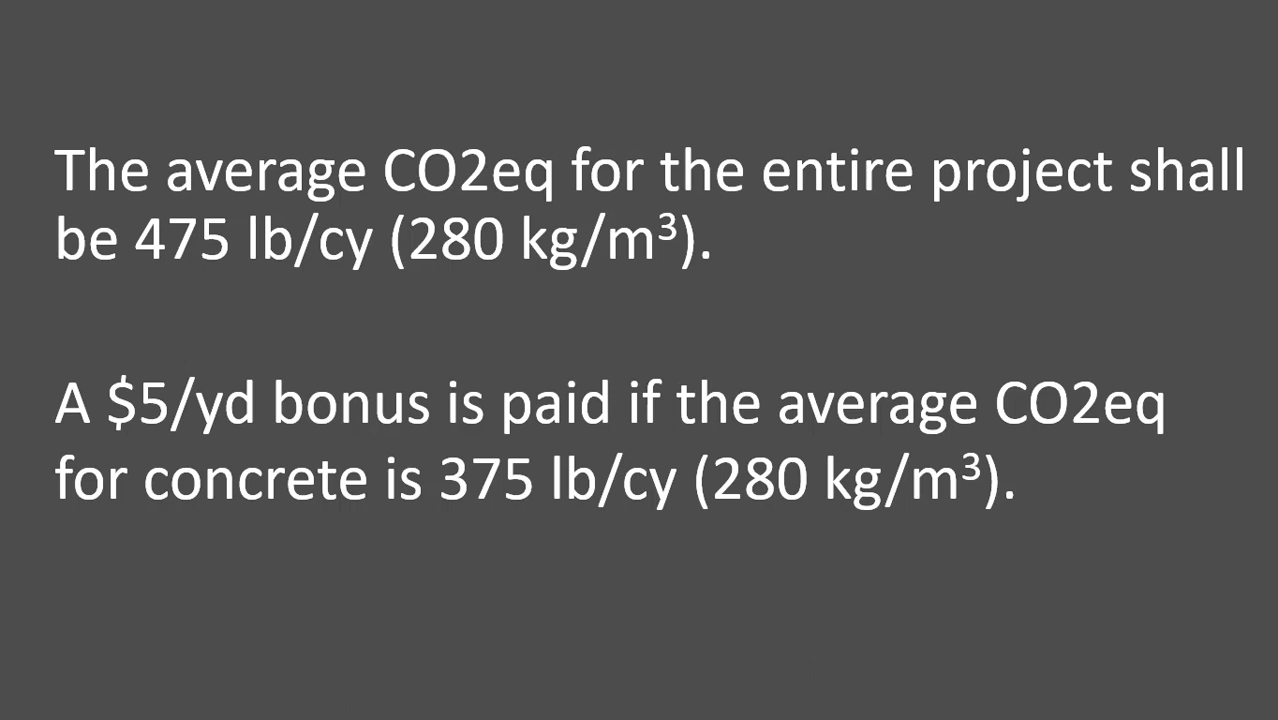 The average CO2eq for the entire project shall
be 475 lb/cy (280 kg/m³).
A $5/yd bonus is paid if the average CO2eq
for concrete is 375 lb/cy (280 kg/m³).